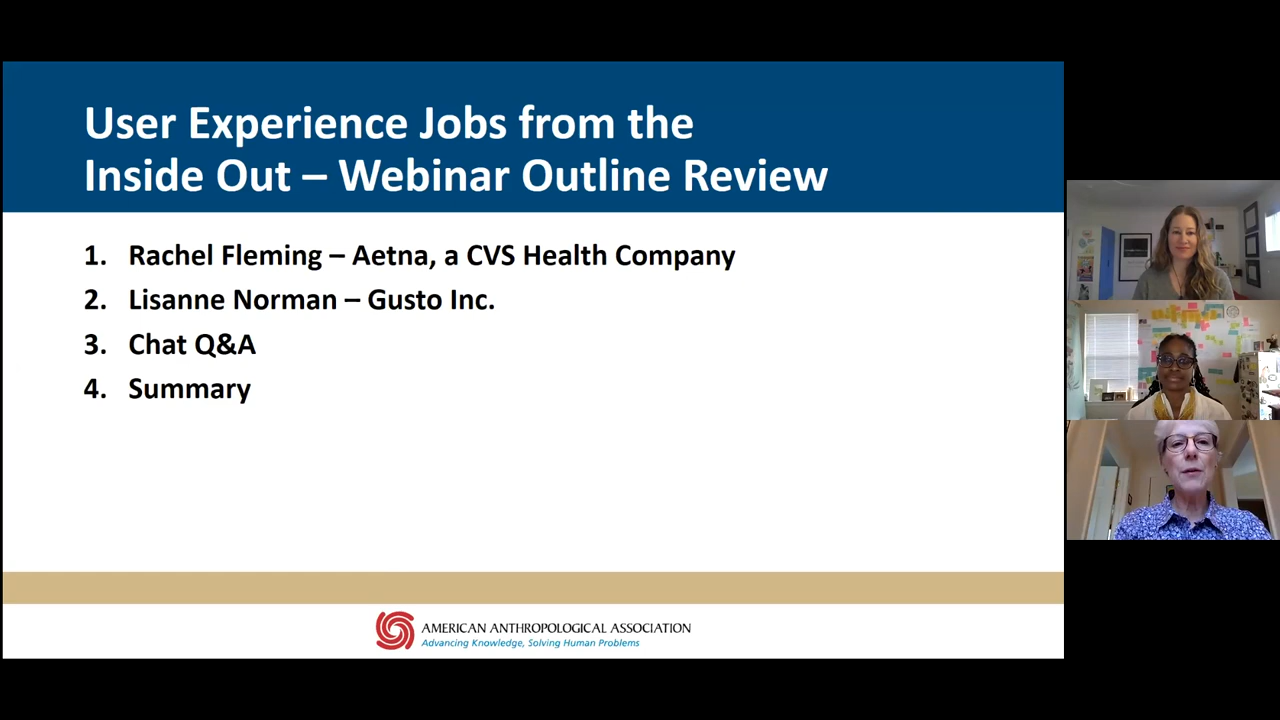 User Experience Jobs from the
Inside Out – Webinar Outline Review
1. Rachel Fleming – Aetna, a CVS Health Company
2. Lisanne Norman – Gusto Inc.
3. Chat Q&A
4. Summary
AMERICAN ANTHROPOLOGICAL ASSOCIATION
Advancing Knowledge, Solving Human Problems